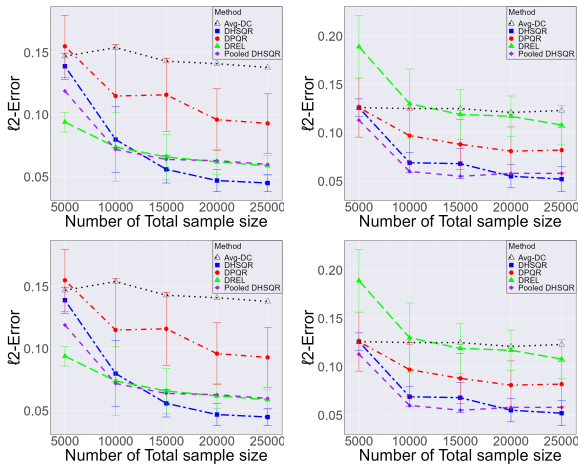 Method
Avg-DC
DHSQR
DPQR
DREL
Pooled DHSQR
0.15
0.10
0.05
ℓ2-Error
5000 10000 15000 20000 25000
Number of Total sample size
Method
Avg-DC
DHSQR
DPQR
DREL
Pooled DHSQR
0.20
0.15
0.10
0.05
ℓ2-Error
5000 10000 15000 20000 25000
Number of Total sample size
Method
Avg-DC
DHSQR
DPQR
DREL
Pooled DHSQR
0.15
0.10
0.05
ℓ2-Error
5000 10000 15000 20000 25000
Number of Total sample size
Method
Avg-DC
DHSQR
DPQR
DREL
Pooled DHSQR
0.20
0.15
0.10
0.05
ℓ2-Error
5000 10000 15000 20000 25000
Number of Total sample size